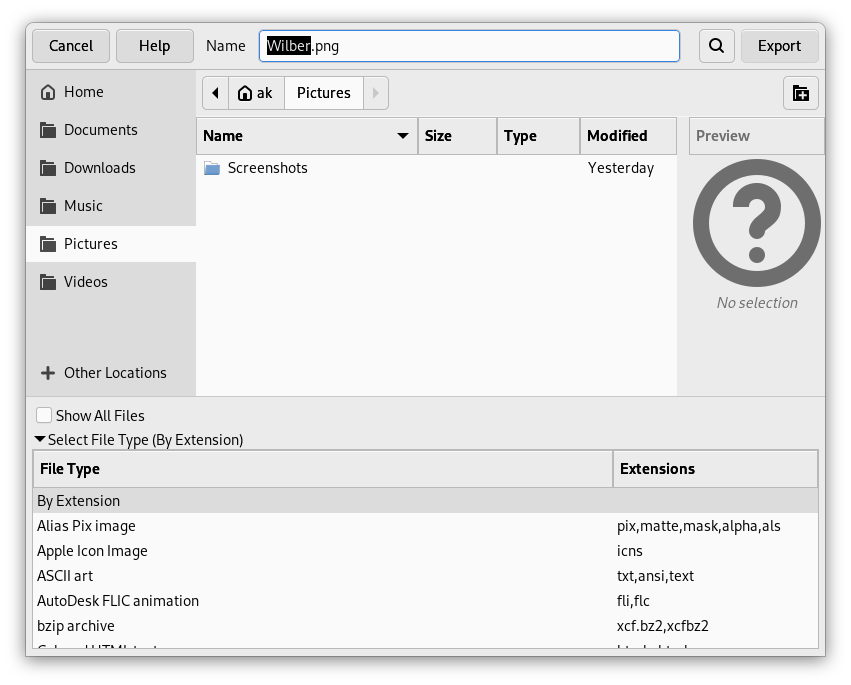 Cancel Help Name Wilber.png Export
Home
Documents
Downloads
Music
Pictures
Videos
Other Locations
ak Pictures
Name Size Type Modified
Screenshots Yesterday
Preview
No selection
Show All Files
Select File Type (By Extension)
File Type Extensions
By Extension
Alias Pix image pix,matte,mask,alpha,als
Apple Icon Image icns
ASCII art txt,ansi,text
AutoDesk FLIC animation fli,flc
bzip archive xcf.bz2,xcfbz2